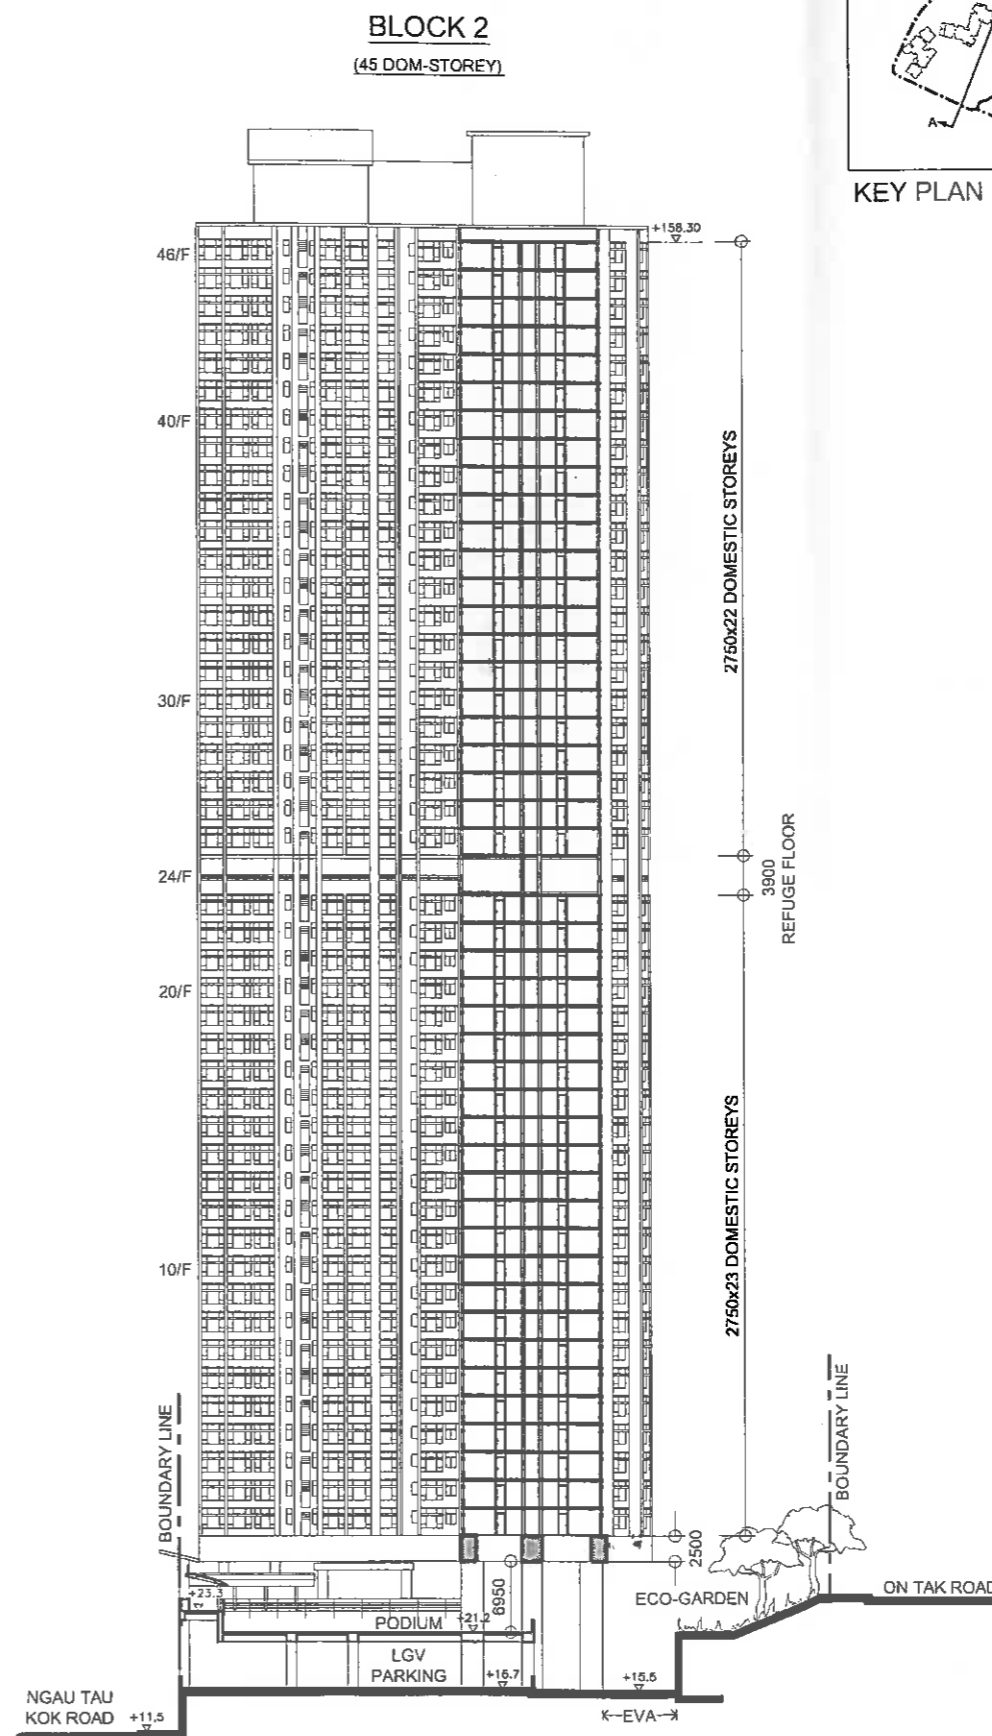 BLOCK 2
(45 DOM-STOREY)
A
KEY PLAN
+158.30
46/F
40/F
2750x22 DOMESTIC STOREYS
30/F
24/F
3900
REFUGE FLOOR
20/F
2750x23 DOMESTIC STOREYS
10/F
BOUNDARY LINE
BOUNDARY LINE
2500
6950
+23.3
ECO-GARDEN
ON TAK ROAD
PODIUM
+21.2
LGV
PARKING
+15.7
+15.5
NGAU TAU
KOK ROAD
+11.5
EVA